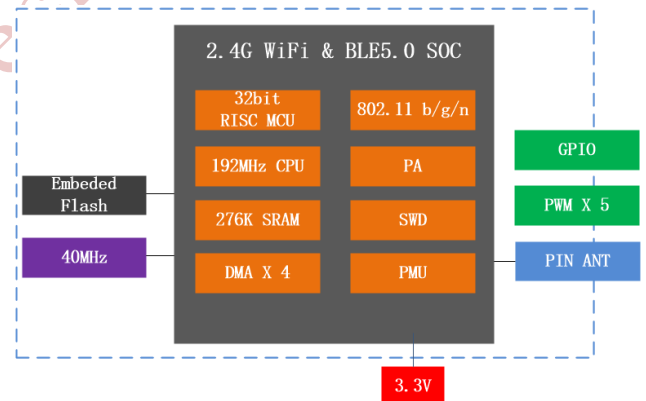 2.4G WiFi & BLE5.0 SOC
32bit
RISC MCU
802.11 b/g/n
192MHz CPU
PA
276K SRAM
SWD
DMA X 4
PMU
Embeded
Flash
40MHz
GPIO
PWM X 5
PIN ANT
3.3V